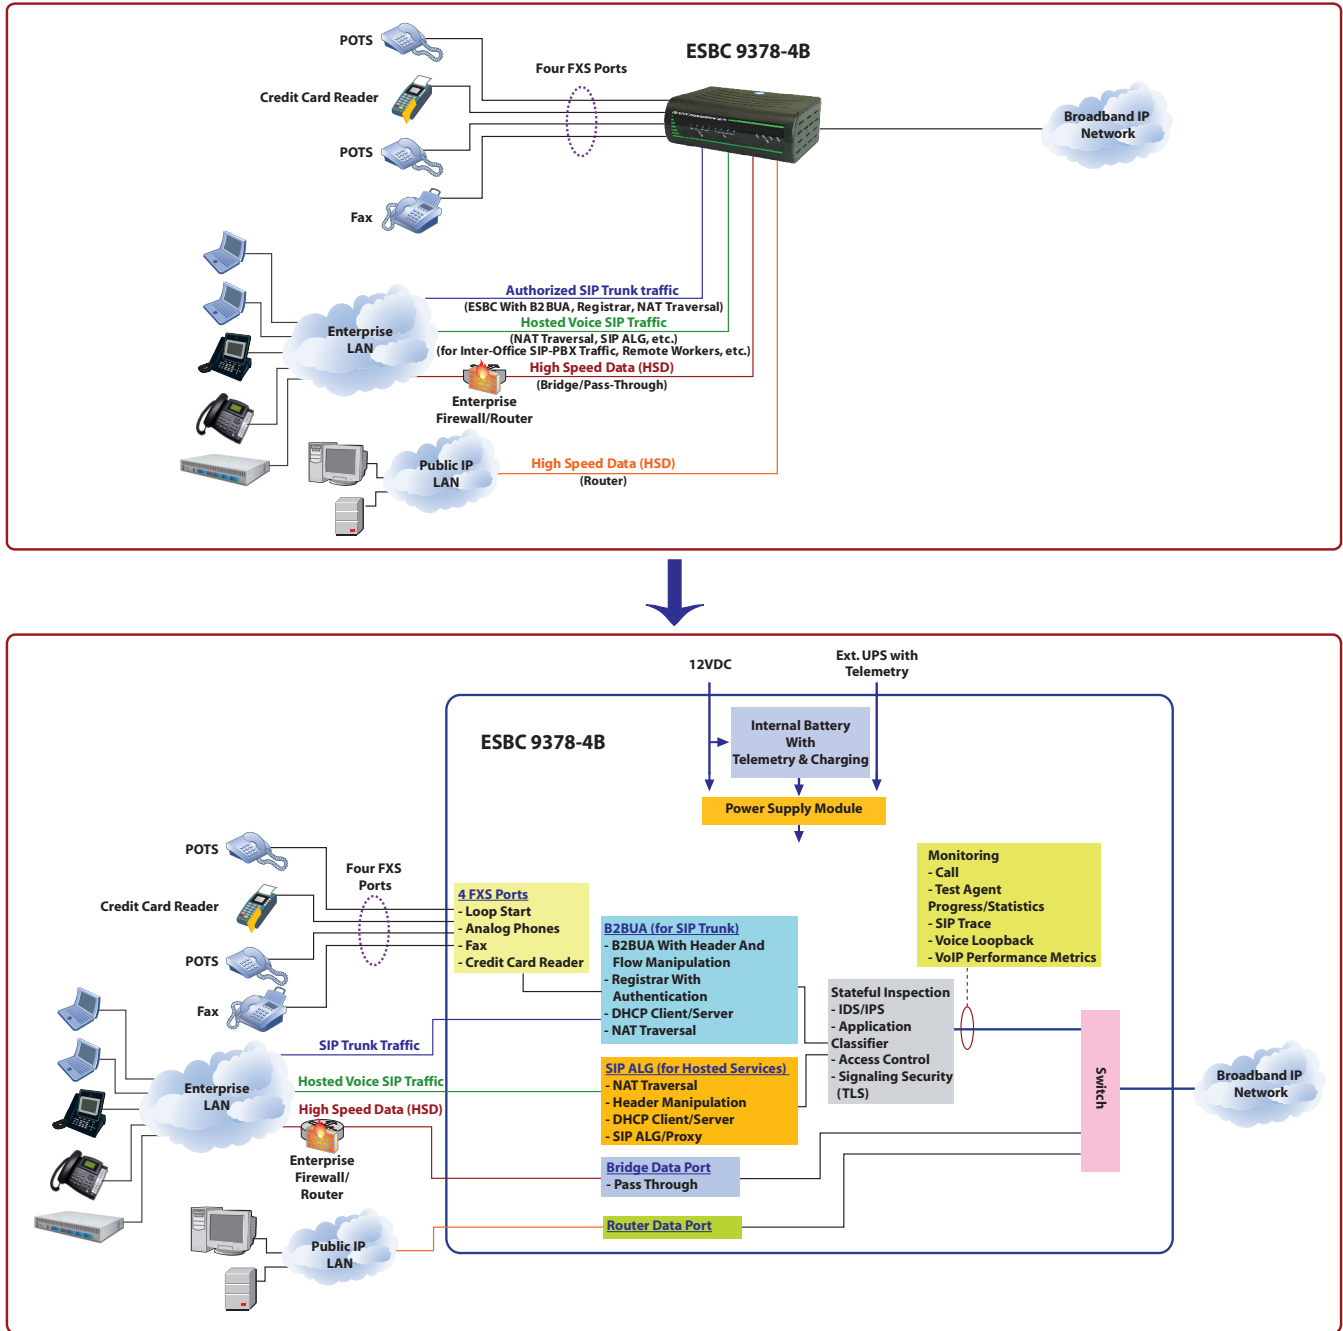 POTS
Credit Card Reader
POTS
Fax
Four FXS Ports
ESBC 9378-4B
Broadband IP
Network
Enterprise
LAN
Authorized SIP Trunk traffic
(ESBC With B2BUA, Registrar, NAT Traversal)
Hosted Voice SIP Traffic
(NAT Traversal, SIP ALG, etc.)
(for Inter-Office SIP-PBX Traffic, Remote Workers, etc.)
High Speed Data (HSD)
(Bridge/Pass-Through)
Enterprise
Firewall/Router
Public IP
LAN
High Speed Data (HSD)
(Router)
12VDC
Ext. UPS with
Telemetry
ESBC 9378-4B
Internal Battery
With
Telemetry & Charging
Power Supply Module
POTS
Credit Card Reader
POTS
Fax
Four FXS
Ports
4 FXS Ports
- Loop Start
- Analog Phones
- Fax
- Credit Card Reader
B2BUA (for SIP Trunk)
- B2BUA With Header And
Flow Manipulation
- Registrar With
Authentication
- DHCP Client/Server
- NAT Traversal
Monitoring
- Call
- Test Agent
Progress/Statistics
- SIP Trace
- Voice Loopback
- VoIP Performance Metrics
Stateful Inspection
- IDS/IPS
- Application
Classifier
- Access Control
- Signaling Security
(TLS)
SIP Trunk Traffic
Hosted Voice SIP Traffic
High Speed Data (HSD)
Enterprise
LAN
Enterprise
Firewall/
Router
SIP ALG (for Hosted Services)
- NAT Traversal
- Header Manipulation
- DHCP Client/Server
- SIP ALG/Proxy
Bridge Data Port
- Pass Through
Router Data Port
Switch
Broadband IP
Network
Public IP
LAN